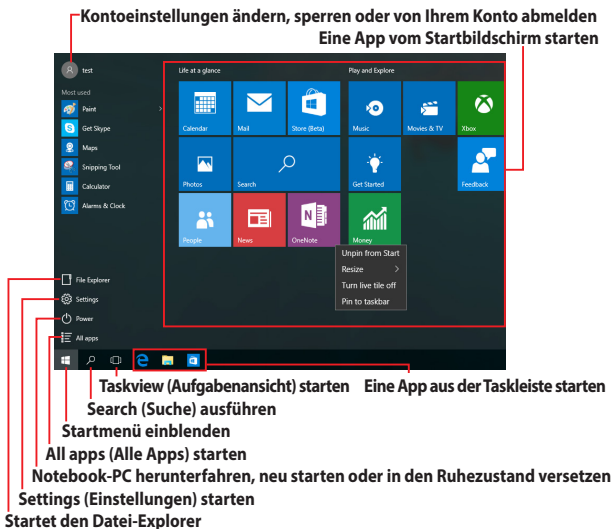 Kontoeinstellungen ändern, sperren oder von Ihrem Konto abmelden
Eine App vom Startbildschirm starten
test
Most used
Paint
Get Skype
Maps
Snipping Tool
Calculator
Alarms & Clock
File Explorer
Settings
Power
All apps
Life at a glance
Calendar
Mail
Store (Beta)
Photos
Search
People
News
OneNote
Play and Explore
Music
Movies & TV
Xbox
Get Started
Feedback
Money
Unpin from Start
Resize
Turn live tile off
Pin to taskbar
Taskview (Aufgabenansicht) starten
Eine App aus der Taskleiste starten
Search (Suche) ausführen
Startmenü einblenden
All apps (Alle Apps) starten
Notebook-PC herunterfahren, neu starten oder in den Ruhezustand versetzen
Settings (Einstellungen) starten
Startet den Datei-Explorer